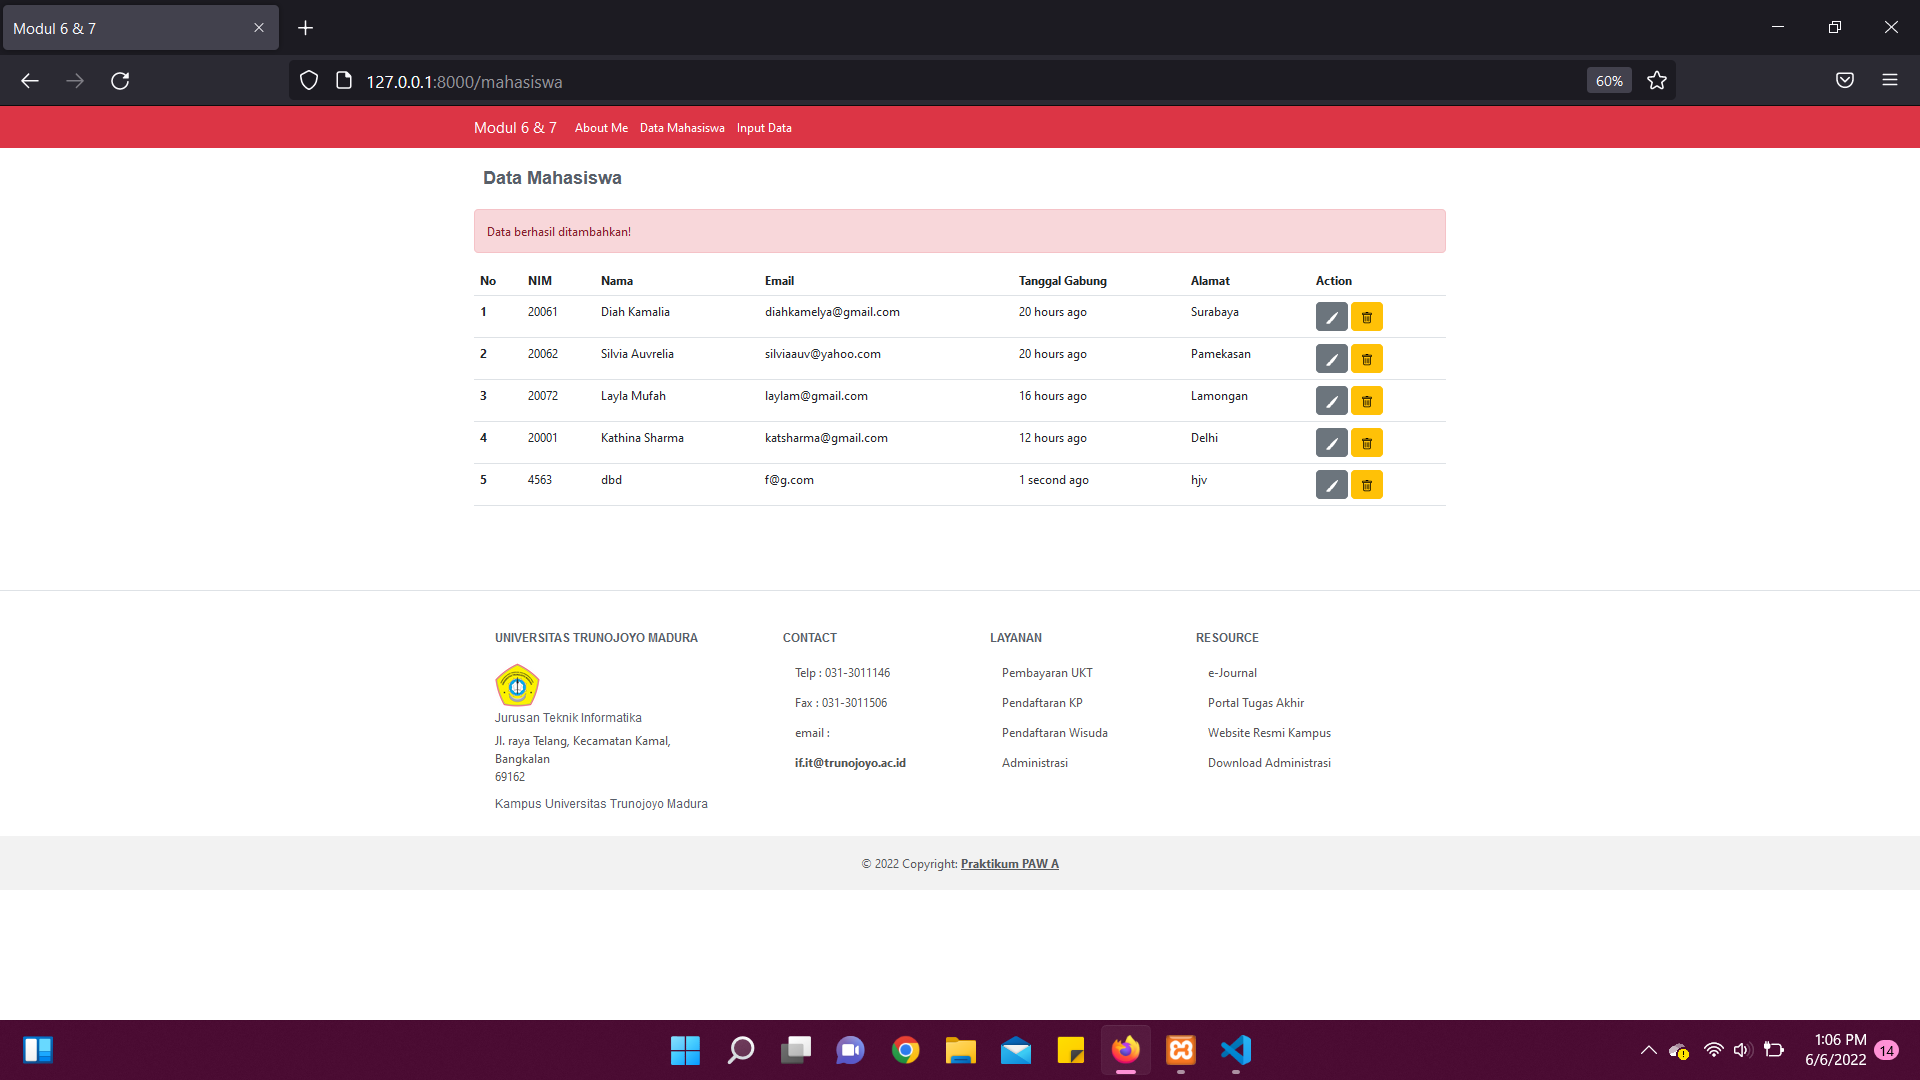 Modul 6 & 7
127.0.0.1:8000/mahasiswa
60%
Modul 6 & 7 About Me Data Mahasiswa Input Data
Data Mahasiswa
Data berhasil ditambahkan!
No NIM Nama Email Tanggal Gabung Alamat Action
1 20061 Diah Kamalia diahkamelya@gmail.com 20 hours ago Surabaya
2 20062 Silvia Auvrelia silviaauv@yahoo.com 20 hours ago Pamekasan
3 20072 Layla Mufah laylam@gmail.com 16 hours ago Lamongan
4 20001 Kathina Sharma katsharma@gmail.com 12 hours ago Delhi
5 4563 dbd f@g.com 1 second ago hjv
UNIVERSITAS TRUNOJOYO MADURA
Jurusan Teknik Informatika
Jl. raya Telang, Kecamatan Kamal,
Bangkalan
69162
Kampus Universitas Trunojoyo Madura
CONTACT
Telp : 031-3011146
Fax : 031-3011506
email :
if.it@trunojoyo.ac.id
LAYANAN
Pembayaran UKT
Pendaftaran KP
Pendaftaran Wisuda
Administrasi
RESOURCE
e-Journal
Portal Tugas Akhir
Website Resmi Kampus
Download Administrasi
© 2022 Copyright: Praktikum PAW A
1:06 PM
6/6/2022
14